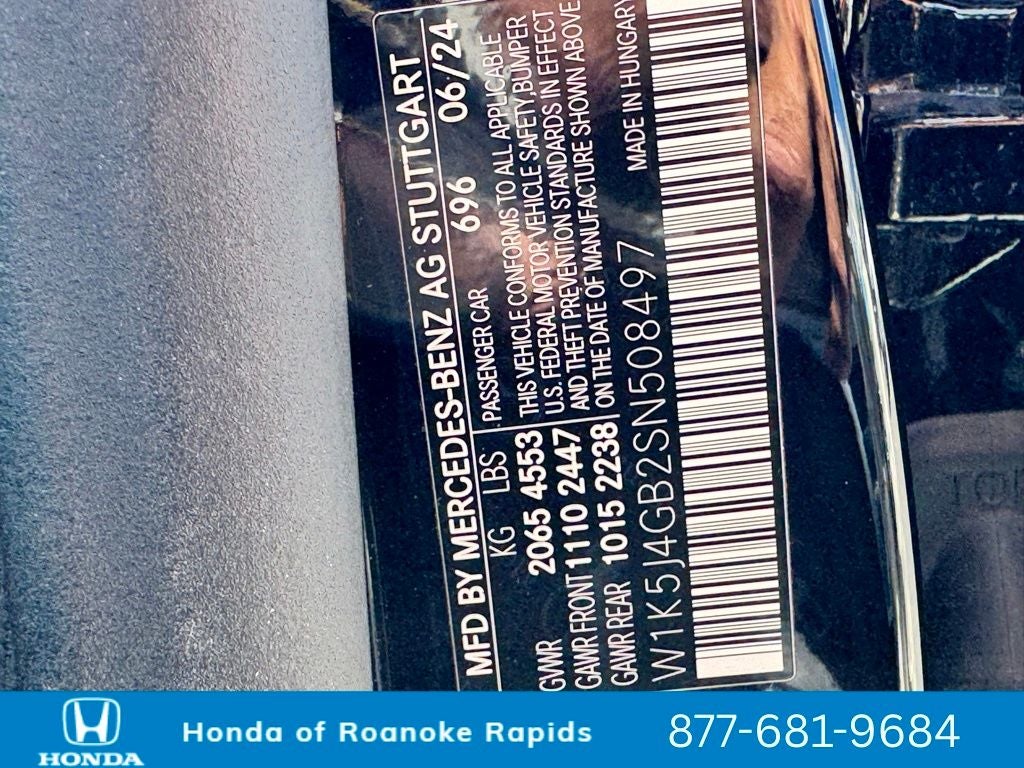 MFD BY MERCEDES-BENZ AG STUTTGART
696 06/24
KG LBS
PASSENGER CAR
GVWR 2065 4553
GAWR FRONT 1110 2447
GAWR REAR 1015 2238
THIS VEHICLE CONFORMS TO ALL APPLICABLE
U.S. FEDERAL MOTOR VEHICLE SAFETY,BUMPER
AND THEFT PREVENTION STANDARDS IN EFFECT
ON THE DATE OF MANUFACTURE SHOWN ABOVE
MADE IN HUNGARY
W1K5J4GB2SN508497
HONDA
Honda of Roanoke Rapids
877-681-9684